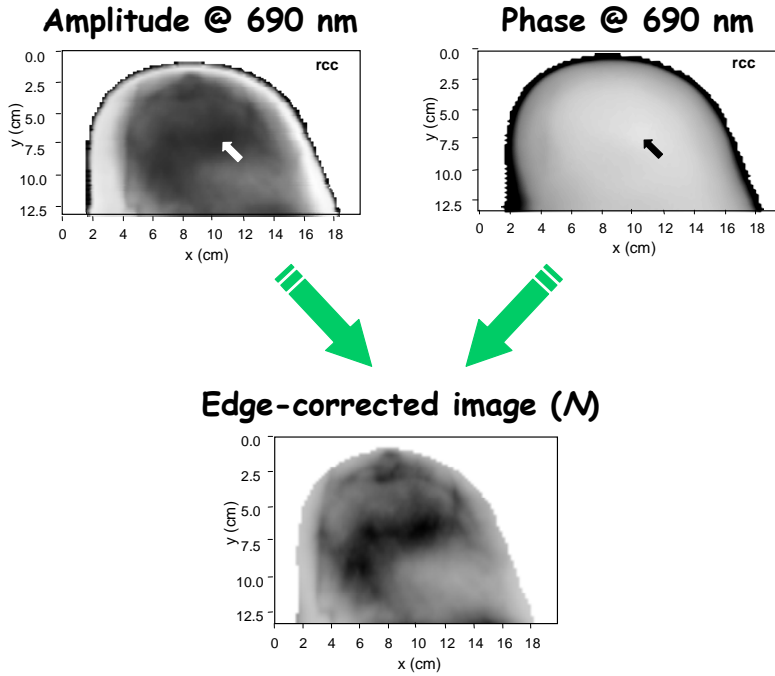 Amplitude @ 690 nm
rcc
0.0
2.5
5.0
7.5
10.0
12.5
y (cm)
0 2 4 6 8 10 12 14 16 18
x (cm)
Phase @ 690 nm
rcc
0.0
2.5
5.0
7.5
10.0
12.5
y (cm)
0 2 4 6 8 10 12 14 16 18
x (cm)
Edge-corrected image (N)
0.0
2.5
5.0
7.5
10.0
12.5
y (cm)
0 2 4 6 8 10 12 14 16 18
x (cm)